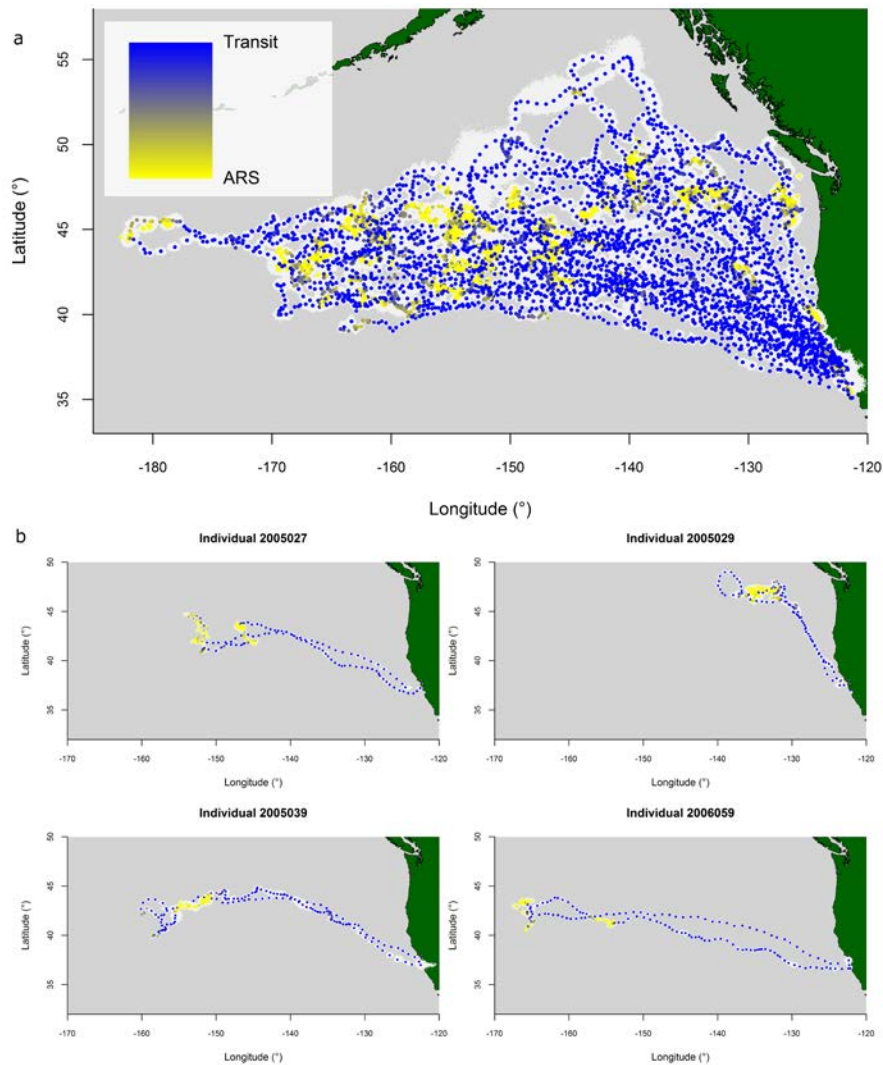 a
Transit
ARS
Latitude (°)
55
50
45
40
35
-180
-170
-160
-150
-140
-130
-120
Longitude (°)
b
Individual 2005027
Individual 2005029
Latitude (°)
50
45
40
35
-170
-160
-150
-140
-130
-120
Longitude (°)
Latitude (°)
50
45
40
35
-170
-160
-150
-140
-130
-120
Longitude (°)
Individual 2005039
Individual 2006059
Latitude (°)
50
45
40
35
-170
-160
-150
-140
-130
-120
Longitude (°)
Latitude (°)
50
45
40
35
-170
-160
-150
-140
-130
-120
Longitude (°)